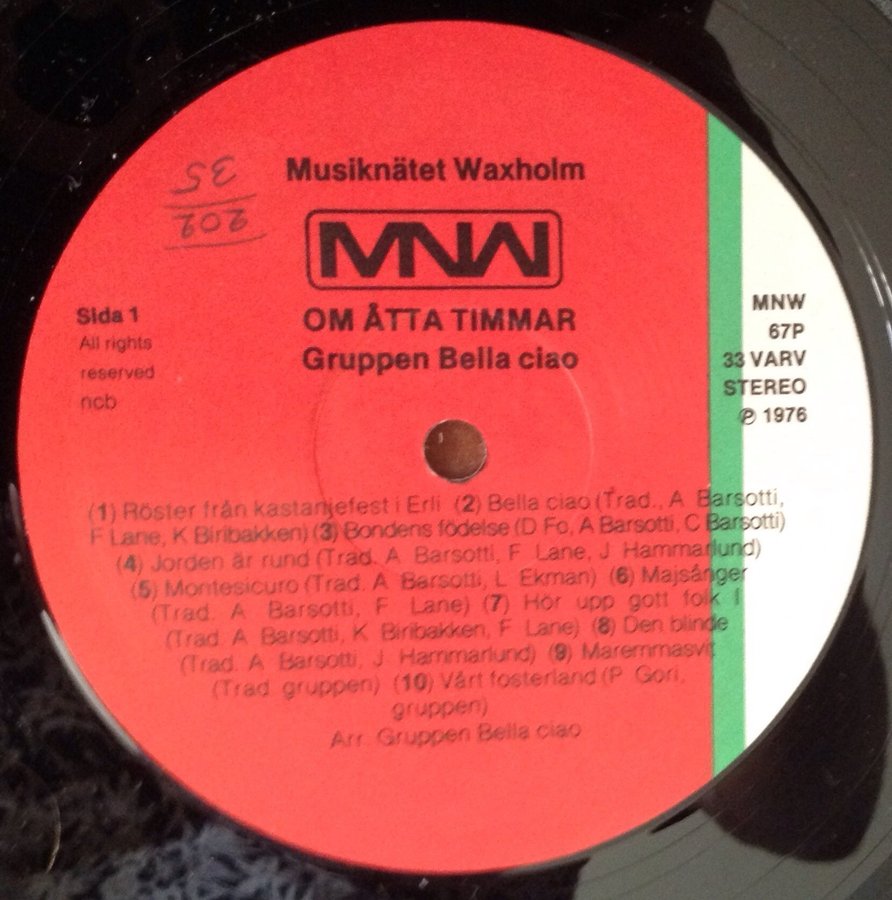 35
202
Musiknätet Waxholm
MNW
OM ÅTTA TIMMAR
Gruppen Bella ciao
Sida 1
All rights
reserved
ncb
MNW
67P
33 VARV
STEREO
℗ 1976
(1) Röster från kastanjefest i Erli (2) Bella ciao (Trad., A Barsotti,
F Lane, K Biribakken) (3) Bondens födelse (D Fo, A Barsotti, C Barsotti)
(4) Jorden är rund (Trad. A Barsotti, F Lane, J Hammarlund)
(5) Montesicuro (Trad. A Barsotti, L Ekman) (6) Majsånger
(Trad. A Barsotti, F Lane) (7) Hör upp gott folk I
(Trad. A Barsotti, K Biribakken, F Lane) (8) Den blinde
(Trad. A Barsotti, J Hammarlund) (9) Maremmasvit
(Trad gruppen) (10) Vårt fosterland (P Gori,
gruppen)
Arr. Gruppen Bella ciao